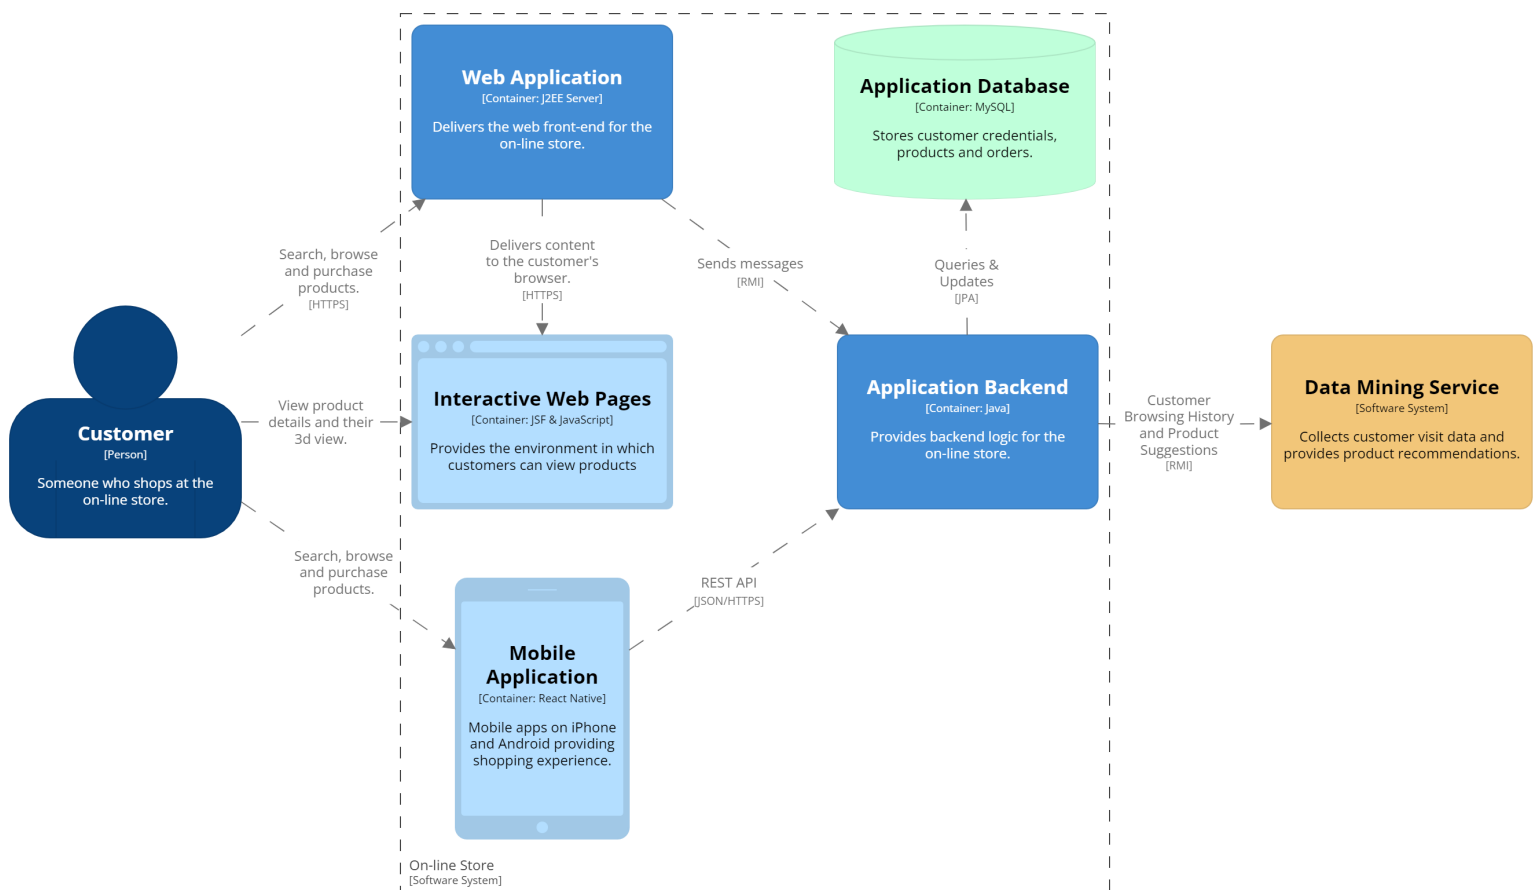 Web Application
[Container: J2EE Server]
Delivers the web front-end for the
on-line store.
Application Database
[Container: MySQL]
Stores customer credentials,
products and orders.
Search, browse
and purchase
products.
[HTTPS]
Delivers content
to the customer's
browser.
[HTTPS]
Sends messages
[RMI]
Queries &
Updates
[JPA]
Customer
[Person]
Someone who shops at the
on-line store.
View product
details and their
3d view.
Interactive Web Pages
[Container: JSF & JavaScript]
Provides the environment in which
customers can view products
Application Backend
[Container: Java]
Provides backend logic for the
on-line store.
Customer
Browsing History
and Product
Suggestions
[RMI]
Data Mining Service
[Software System]
Collects customer visit data and
provides product recommendations.
Search, browse
and purchase
products.
Mobile
Application
[Container: React Native]
Mobile apps on iPhone
and Android providing
shopping experience.
REST API
[JSON/HTTPS]
On-line Store
[Software System]